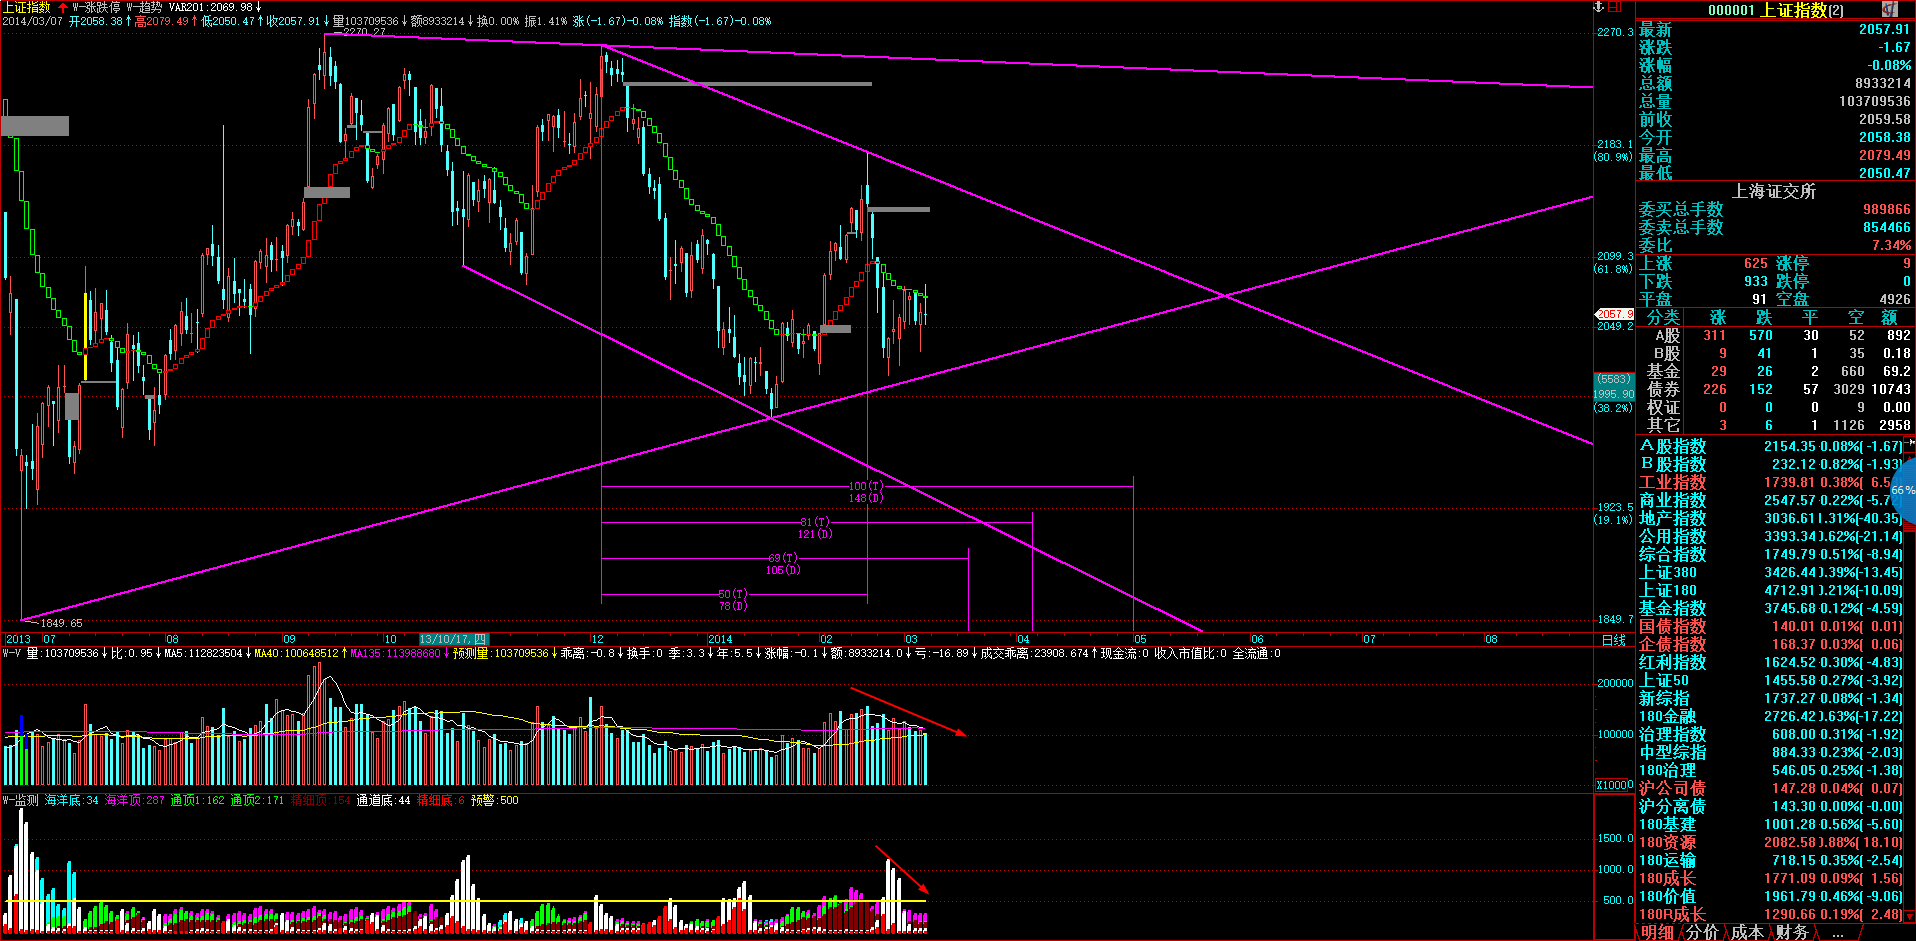 上证指数 W-涨跌停 W-趋势 VAR201:2069.98↓
2014/03/07 开2058.38↑高2079.49↑低2050.47↑收2057.91↓量103709536↓额8933214↓换0.00% 振1.41% 涨(-1.67)-0.08% 指数(-1.67)-0.08%
2270.27
1849.65
100(T)
148(D)
81(T)
121(D)
69(T)
105(D)
50(T)
78(D)
2270.3
2183.1
(80.9%)
2099.3
(61.8%)
2057.9
2049.2
(5583)
1995.90
(38.2%)
1923.5
(19.1%)
1849.7
2013 07 08 09 10 13/10/17,四 12 2014 02 03 04 05 06 07 08 日线
W-V 量:103709536↓比:0.95↓MA5:112823504↓MA40:100648512↑MA135:113988680↓预测量:103709536↓乖离:-0.8↓换手:0 季:3.3↓年:5.5↓涨幅:-0.1↓额:8933214.0↓亏:-16.89↓成交乖离:23908.674↑现金流:0 收入市值比:0 全流通:0
200000
100000
X10000
W-监测 海洋底:34 海洋顶:287 通顶1:162 通顶2:171 精细顶:154 通道底:44 精细底:6 预警:500
1500.0
1000.0
500.0
000001 上证指数(2)
最新 2057.91
涨跌 -1.67
涨幅 -0.08%
总额 8933214
总量 103709536
前收 2059.58
今开 2058.38
最高 2079.49
最低 2050.47
上海证交所
委买总手数 989866
委卖总手数 854466
委比 7.34%
上涨 625 涨停 9
下跌 933 跌停 0
平盘 91 空盘 4926
分类 涨 跌 平 空 额
A股 311 570 30 52 892
B股 9 41 1 35 0.18
基金 29 26 2 660 69.2
债券 226 152 57 3029 10743
权证 0 0 0 9 0.00
其它 3 6 1 1126 2958
A股指数 2154.35 0.08%(-1.67)
B股指数 232.12 0.82%(-1.93)
工业指数 1739.81 0.38%( 6.5
商业指数 2547.57 0.22%(-5.7
地产指数 3036.61 1.31%(-40.35)
公用指数 3393.34 0.62%(-21.14)
综合指数 1749.79 0.51%(-8.94)
上证380 3426.44 0.39%(-13.45)
上证180 4712.91 0.21%(-10.09)
基金指数 3745.68 0.12%(-4.59)
国债指数 140.01 0.01%( 0.01)
企债指数 168.37 0.03%( 0.06)
红利指数 1624.52 0.30%(-4.83)
上证50 1455.58 0.27%(-3.92)
新综指 1737.27 0.08%(-1.34)
180金融 2726.42 0.63%(-17.22)
治理指数 608.00 0.31%(-1.92)
中型综指 884.33 0.23%(-2.03)
180治理 546.05 0.25%(-1.38)
沪公司债 147.28 0.04%( 0.07)
沪分离债 143.30 0.00%(-0.00)
180基建 1001.28 0.56%(-5.60)
180资源 2082.58 0.88%( 18.10)
180运输 718.15 0.35%(-2.54)
180成长 1771.09 0.09%( 1.56)
180价值 1961.79 0.46%(-9.06)
180R成长 1290.66 0.19%( 2.48)
66%
明细 分价 成本 财务 ...